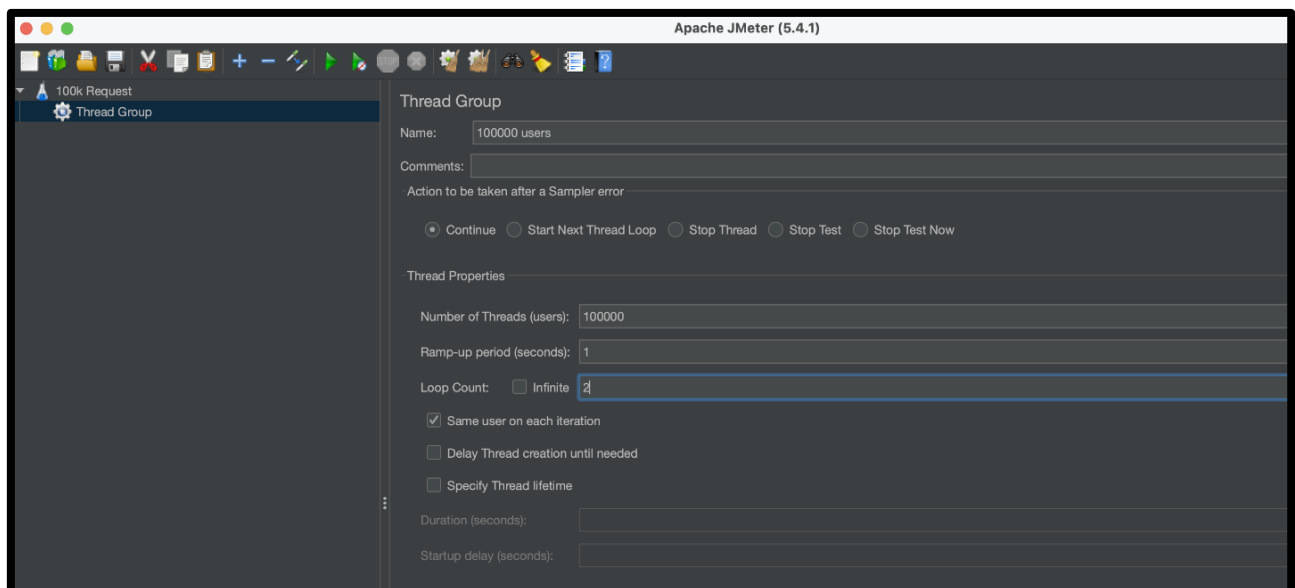 Apache JMeter (5.4.1)
STOP
?
100k Request
Thread Group
Thread Group
Name: 100000 users
Comments:
Action to be taken after a Sampler error
Continue Start Next Thread Loop Stop Thread Stop Test Stop Test Now
Thread Properties
Number of Threads (users): 100000
Ramp-up period (seconds): 1
Loop Count: Infinite 2
Same user on each iteration
Delay Thread creation until needed
Specify Thread lifetime
Duration (seconds):
Startup delay (seconds):